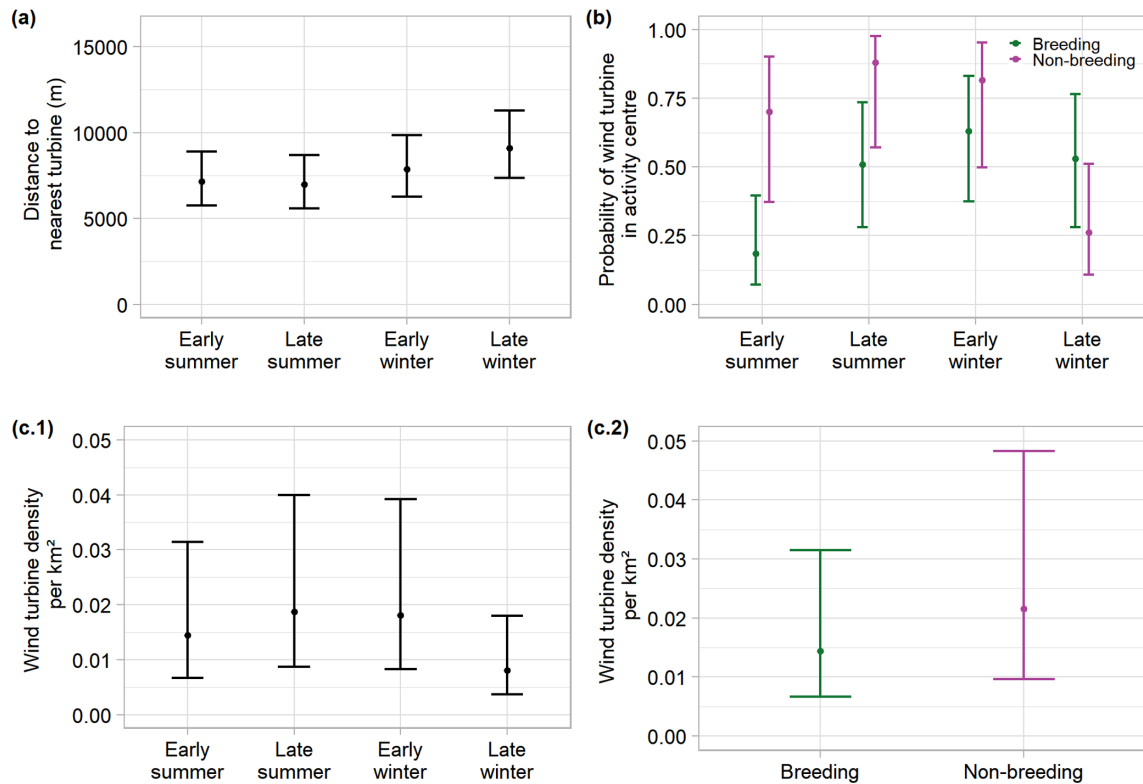 (a)
Distance to
nearest turbine (m)
15000
10000
5000
0
Early
summer
Late
summer
Early
winter
Late
winter
(b)
Probability of wind turbine
in activity centre
1.00
0.75
0.50
0.25
0.00
Breeding
Non-breeding
Early
summer
Late
summer
Early
winter
Late
winter
(c.1)
Wind turbine density
per km²
0.05
0.04
0.03
0.02
0.01
0.00
Early
summer
Late
summer
Early
winter
Late
winter
(c.2)
Wind turbine density
per km²
0.05
0.04
0.03
0.02
0.01
0.00
Breeding
Non-breeding